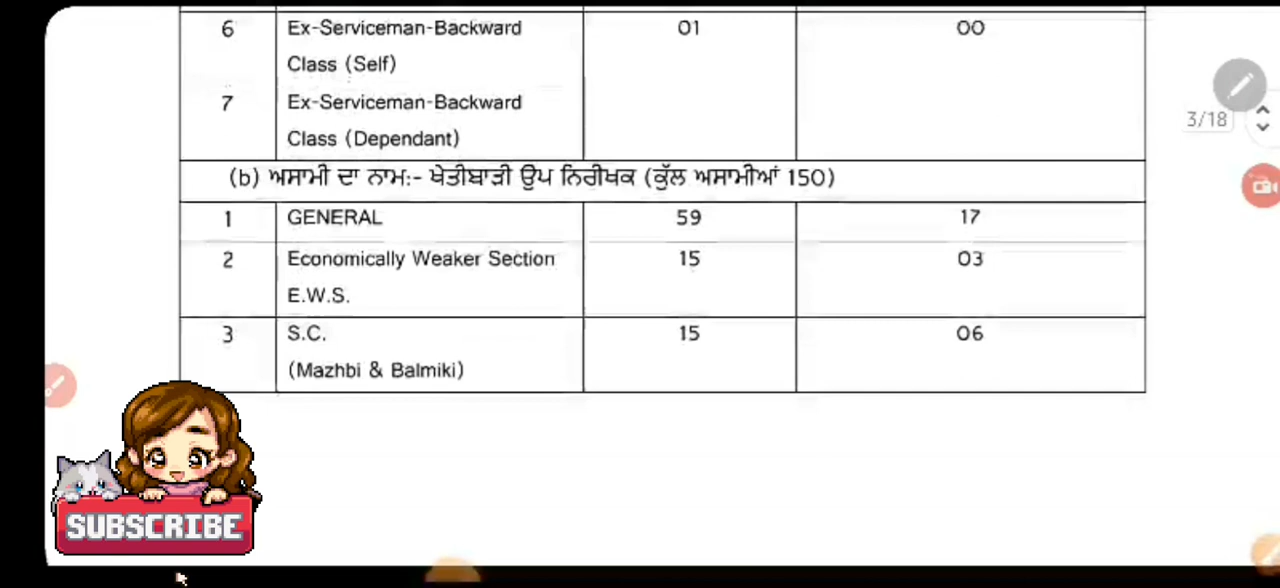 6 Ex-Serviceman-Backward 01 00
Class (Self)
7 Ex-Serviceman-Backward
Class (Dependant)
3/18
(b) ਅਸਾਮੀ ਦਾ ਨਾਮ:- ਖੇਤੀਬਾੜੀ ਉਪ ਨਿਰੀਖਕ (ਕੁੱਲ ਅਸਾਮੀਆਂ 150)
1 GENERAL 59 17
2 Economically Weaker Section 15 03
E.W.S.
3 S.C. 15 06
(Mazhbi & Balmiki)
SUBSCRIBE